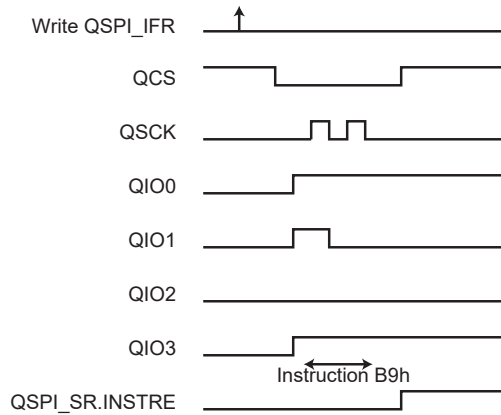 Write QSPI_IFR
QCS
QSCK
QIO0
QIO1
QIO2
QIO3
Instruction B9h
QSPI_SR.INSTRE